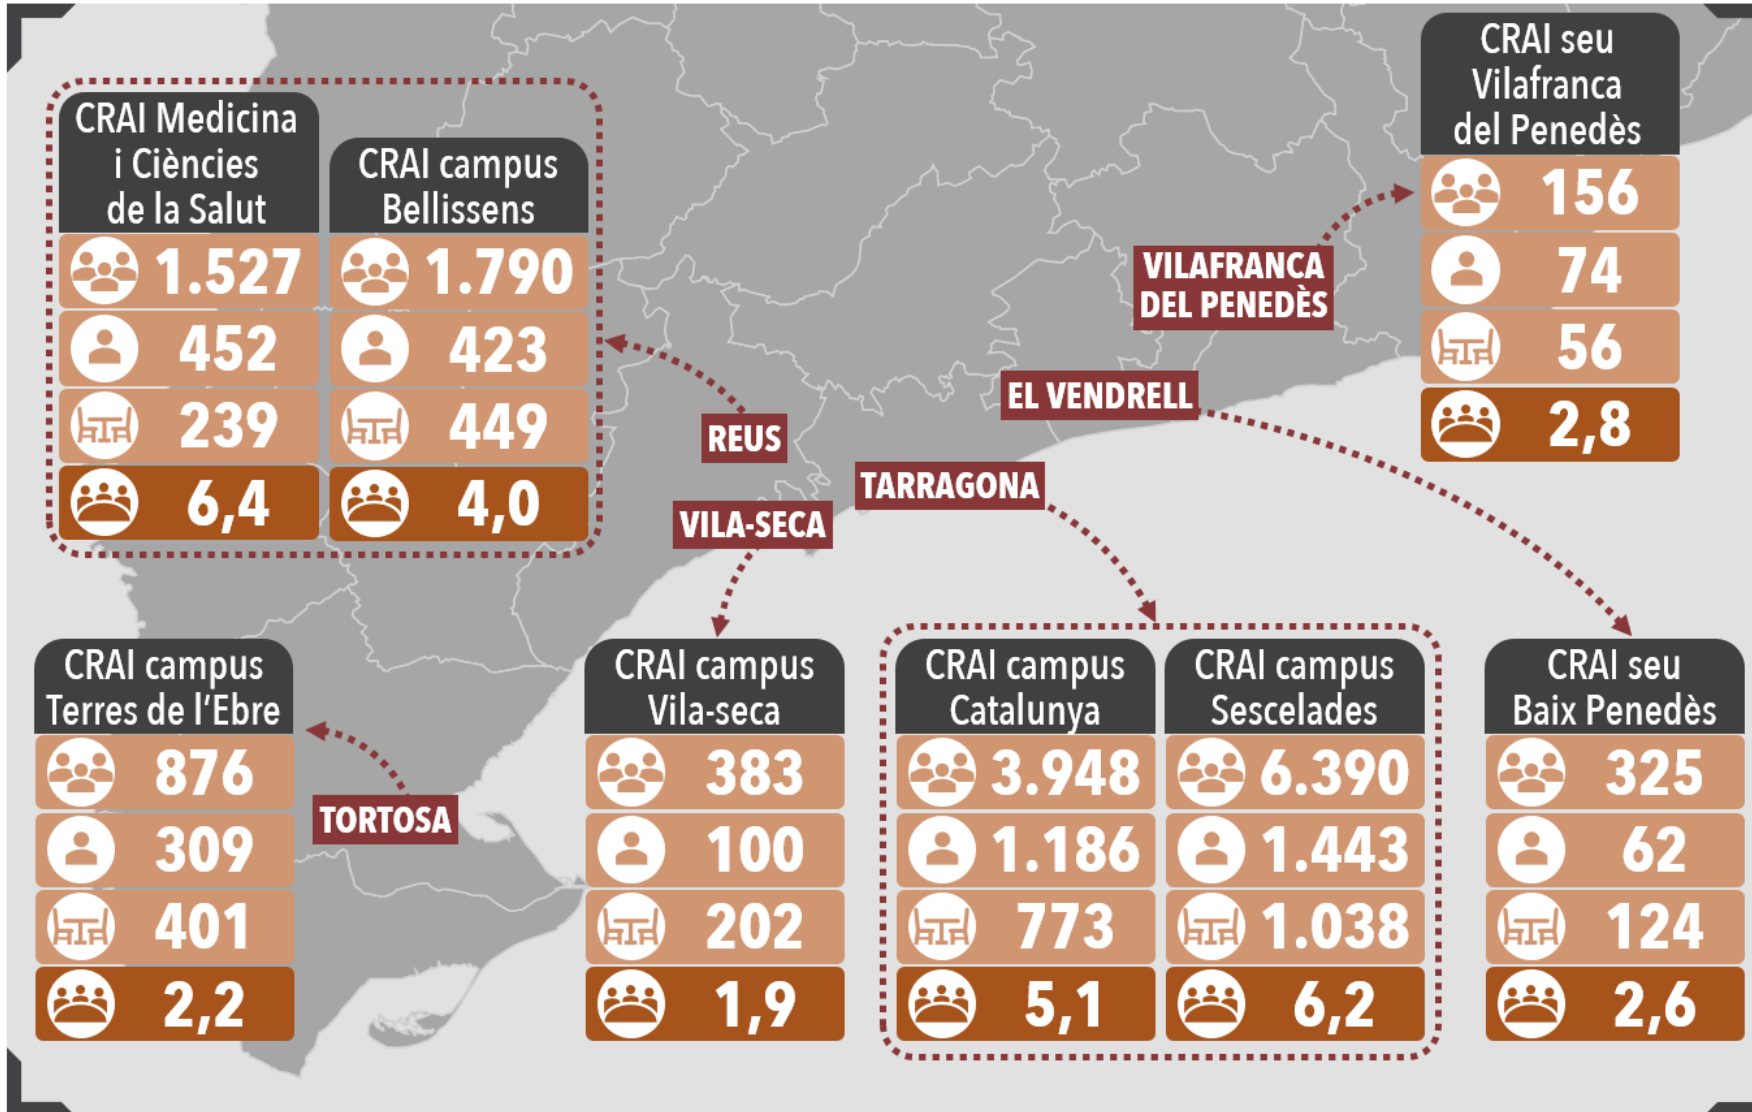 CRAI Medicina
i Ciències
de la Salut
1.527
452
239
6,4
CRAI campus
Bellissens
1.790
423
449
4,0
CRAI seu
Vilafranca
del Penedès
156
74
56
2,8
VILAFRANCA
DEL PENEDÈS
EL VENDRELL
REUS
TARRAGONA
VILA-SECA
TORTOSA
CRAI campus
Terres de l'Ebre
876
309
401
2,2
CRAI campus
Vila-seca
383
100
202
1,9
CRAI campus
Catalunya
3.948
1.186
773
5,1
CRAI campus
Sescelades
6.390
1.443
1.038
6,2
CRAI seu
Baix Penedès
325
62
124
2,6